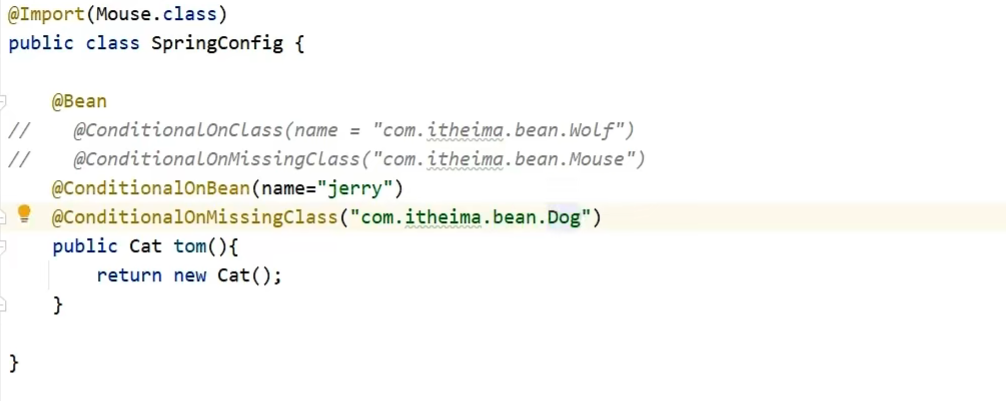 @Import(Mouse.class)
public class SpringConfig {
@Bean
// @ConditionalOnClass(name = "com.itheima.bean.Wolf")
// @ConditionalOnMissingClass("com.itheima.bean.Mouse")
@ConditionalOnBean(name="jerry")
@ConditionalOnMissingClass("com.itheima.bean.Dog")
public Cat tom(){
return new Cat();
}
}